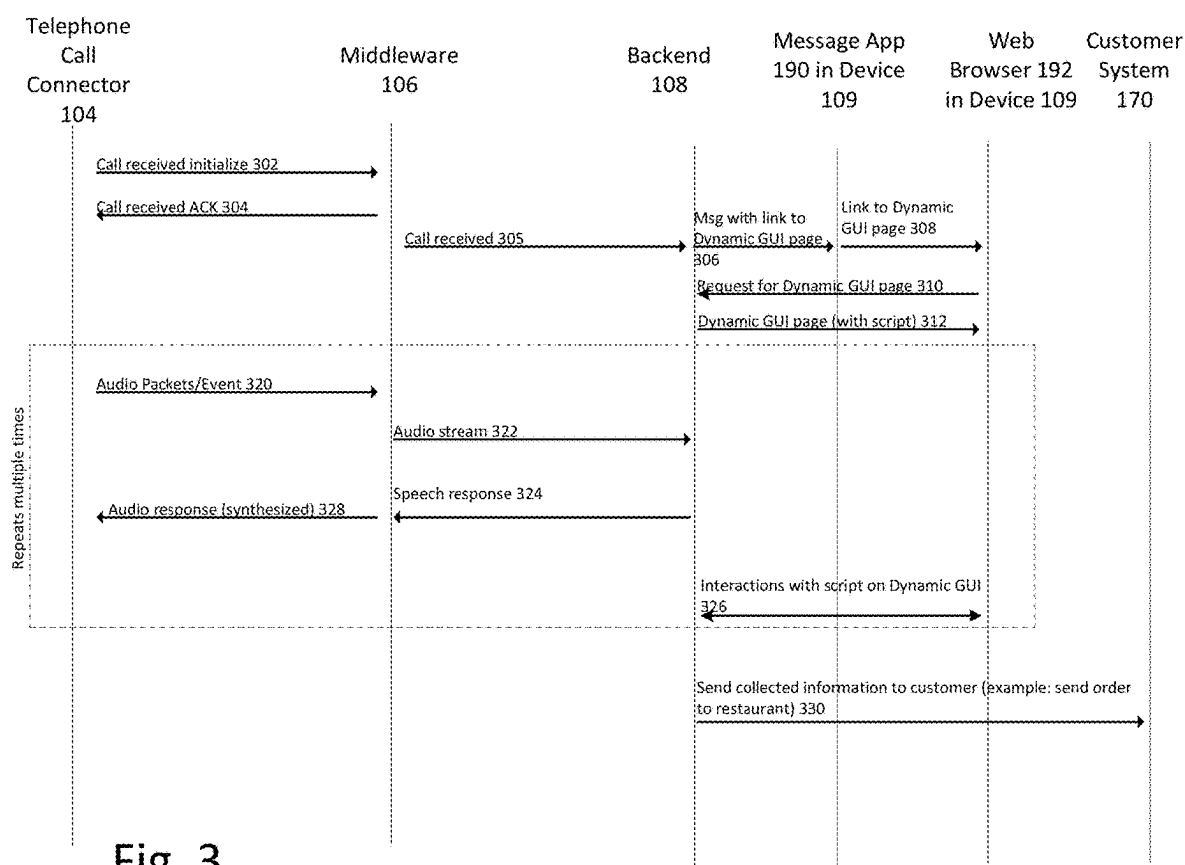 Telephone
Call
Connector
104
Middleware
106
Backend
108
Message App
190 in Device
109
Web
Browser 192
in Device 109
Customer
System
170
Call received initialize 302
Call received ACK 304
Call received 305
Msg with link to
Dynamic GUI page
306
Link to Dynamic
GUI page 308
Request for Dynamic GUI page 310
Dynamic GUI page (with script) 312
Repeats multiple times
Audio Packets/Event 320
Audio stream 322
Speech response 324
Audio response (synthesized) 328
Interactions with script on Dynamic GUI
326
Send collected information to customer (example: send order
to restaurant) 330
Fig. 3